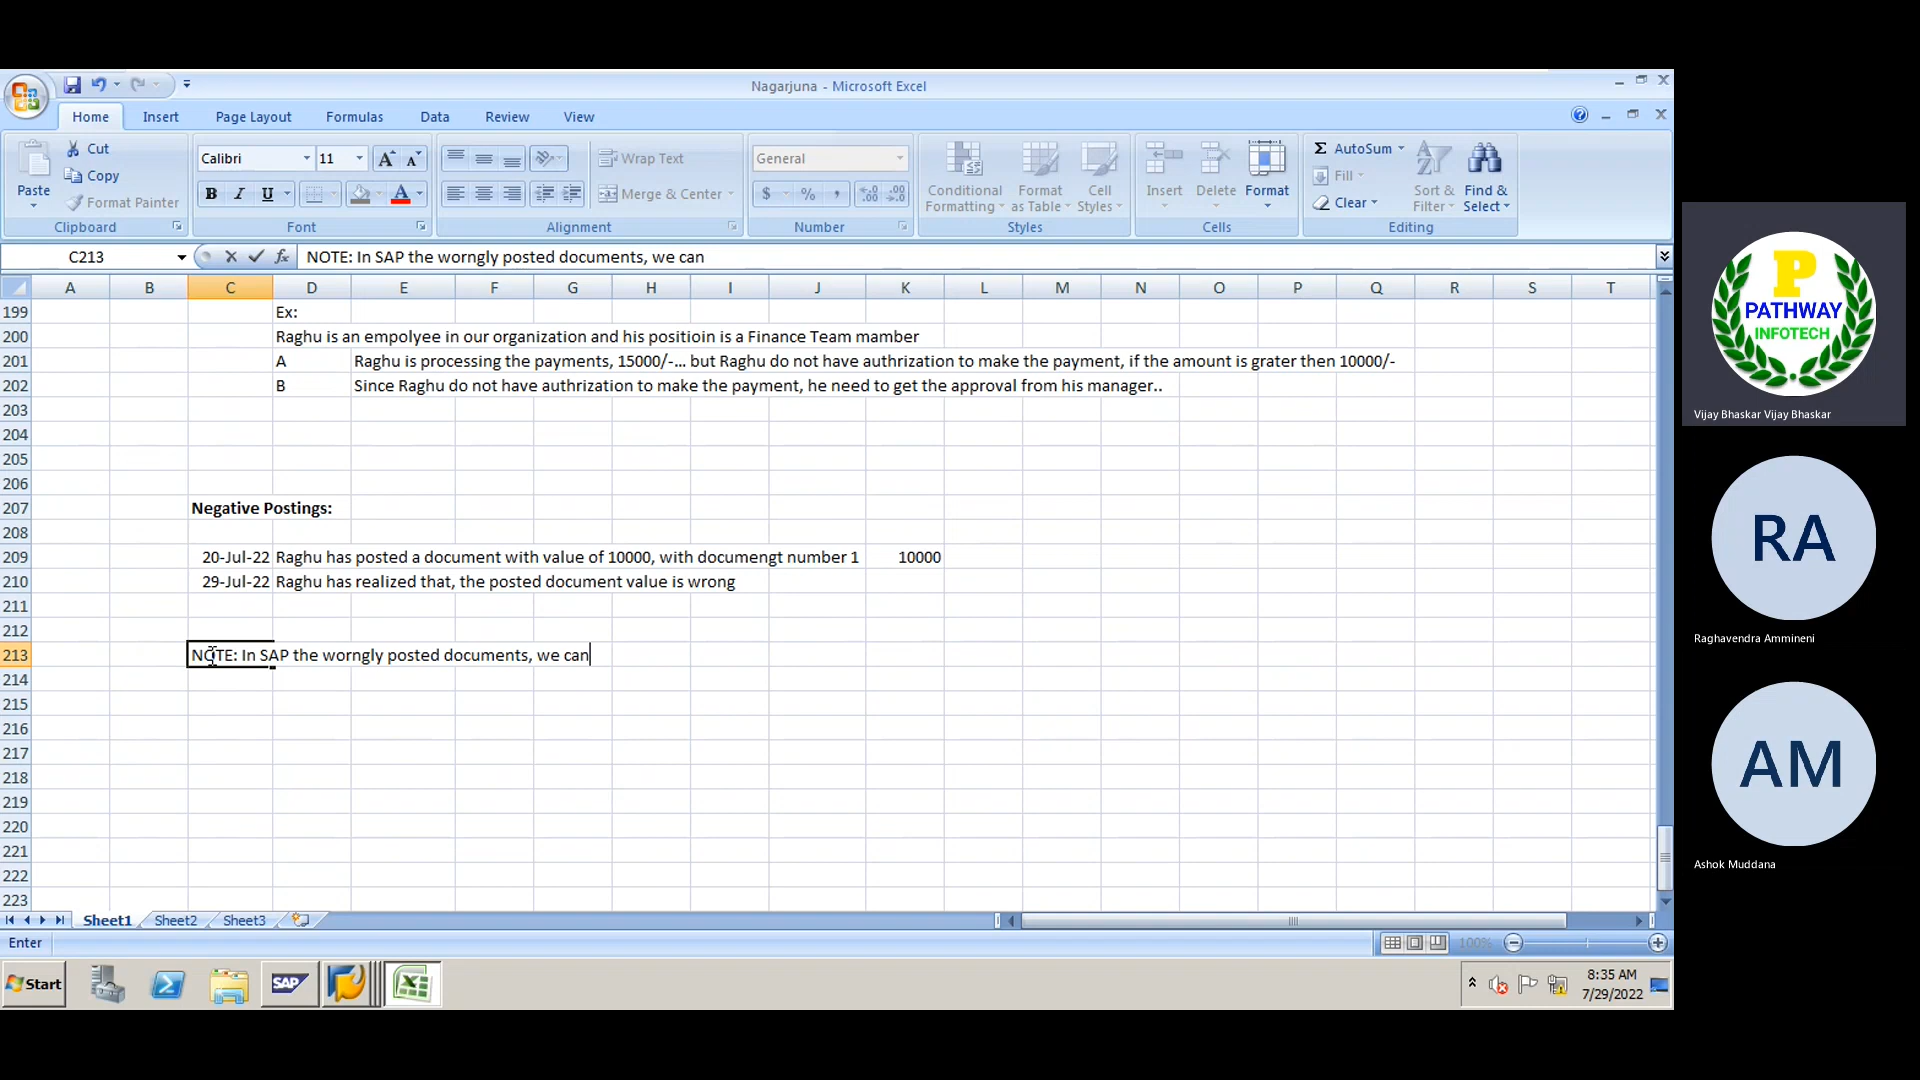 Nagarjuna - Microsoft Excel
Home Insert Page Layout Formulas Data Review View
Paste Cut Copy Format Painter Clipboard
Calibri 11 A A B I U A Font
Wrap Text Merge & Center Alignment
General $ % , Number
Conditional Formatting Format as Table Cell Styles Styles
Insert Delete Format Cells
Σ AutoSum Fill Clear Sort & Filter Find & Select Editing
C213 fx NOTE: In SAP the worngly posted documents, we can
A B C D E F G H I J K L M N O P Q R S T
199 Ex:
200 Raghu is an empolyee in our organization and his positioin is a Finance Team mamber
201 A Raghu is processing the payments, 15000/-... but Raghu do not have authrization to make the payment, if the amount is grater then 10000/-
202 B Since Raghu do not have authrization to make the payment, he need to get the approval from his manager..
203
204
205
206
207 Negative Postings:
208
209 20-Jul-22 Raghu has posted a document with value of 10000, with documengt number 1 10000
210 29-Jul-22 Raghu has realized that, the posted document value is wrong
211
212
213 NOTE: In SAP the worngly posted documents, we can
214
215
216
217
218
219
220
221
222
223
Sheet1 Sheet2 Sheet3
Enter 100%
Start SAP 8:35 AM
7/29/2022
P
PATHWAY
INFOTECH
Vijay Bhaskar Vijay Bhaskar
RA
Raghavendra Ammineni
AM
Ashok Muddana